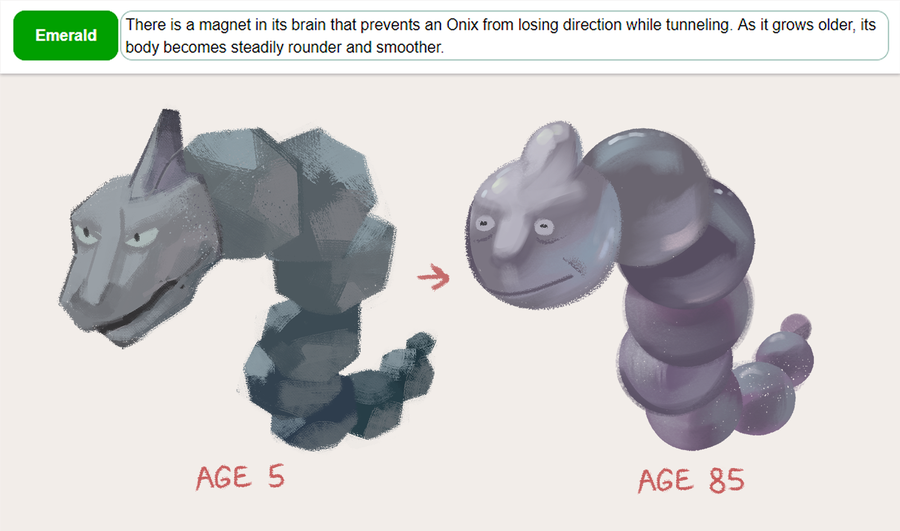 Emerald
There is a magnet in its brain that prevents an Onix from losing direction while tunneling. As it grows older, its
body becomes steadily rounder and smoother.
AGE 5
AGE 85